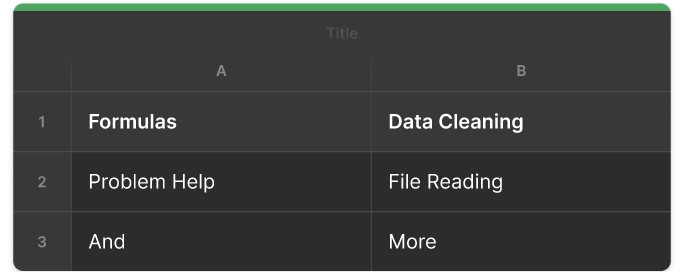 Title
A B
1 Formulas Data Cleaning
2 Problem Help File Reading
3 And More